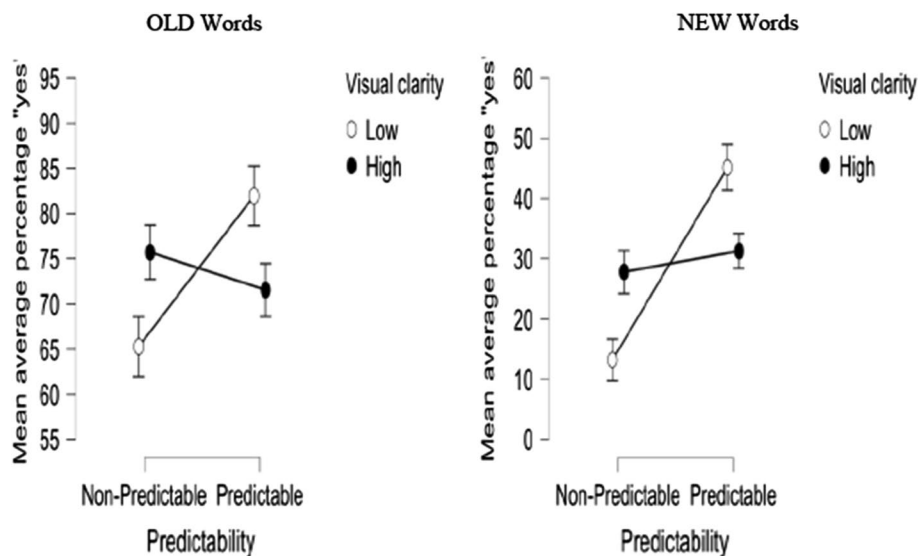 OLD Words
Mean average percentage "yes'
95
90
85
80
75
70
65
60
55
Visual clarity
Low
High
Non-Predictable Predictable
Predictability
NEW Words
Mean average percentage "yes'
60
50
40
30
20
10
0
Visual clarity
Low
High
Non-Predictable Predictable
Predictability